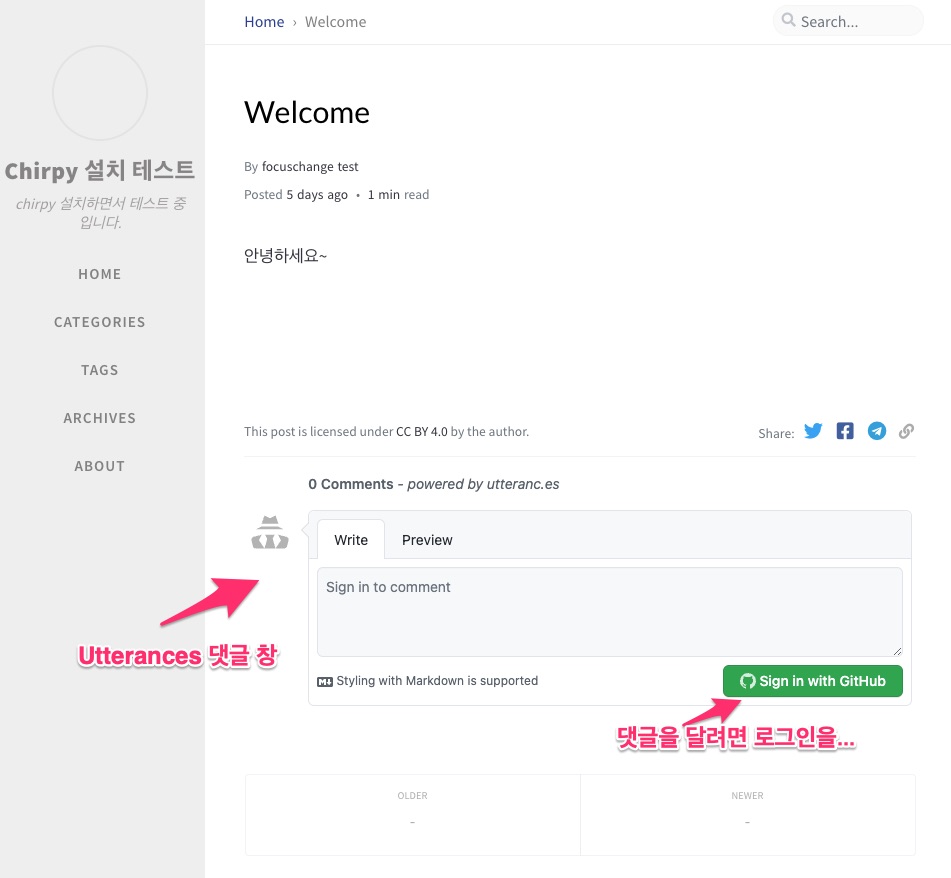 Home › Welcome
Search...
Chirpy 설치 테스트
chirpy 설치하면서 테스트 중
입니다.
HOME
CATEGORIES
TAGS
ARCHIVES
ABOUT
Welcome
By focuschange test
Posted 5 days ago • 1 min read
안녕하세요~
This post is licensed under CC BY 4.0 by the author.
Share:
0 Comments - powered by utteranc.es
Write Preview
Sign in to comment
Utterances 댓글 창
Styling with Markdown is supported
Sign in with GitHub
댓글을 달려면 로그인을...
OLDER
-
NEWER
-